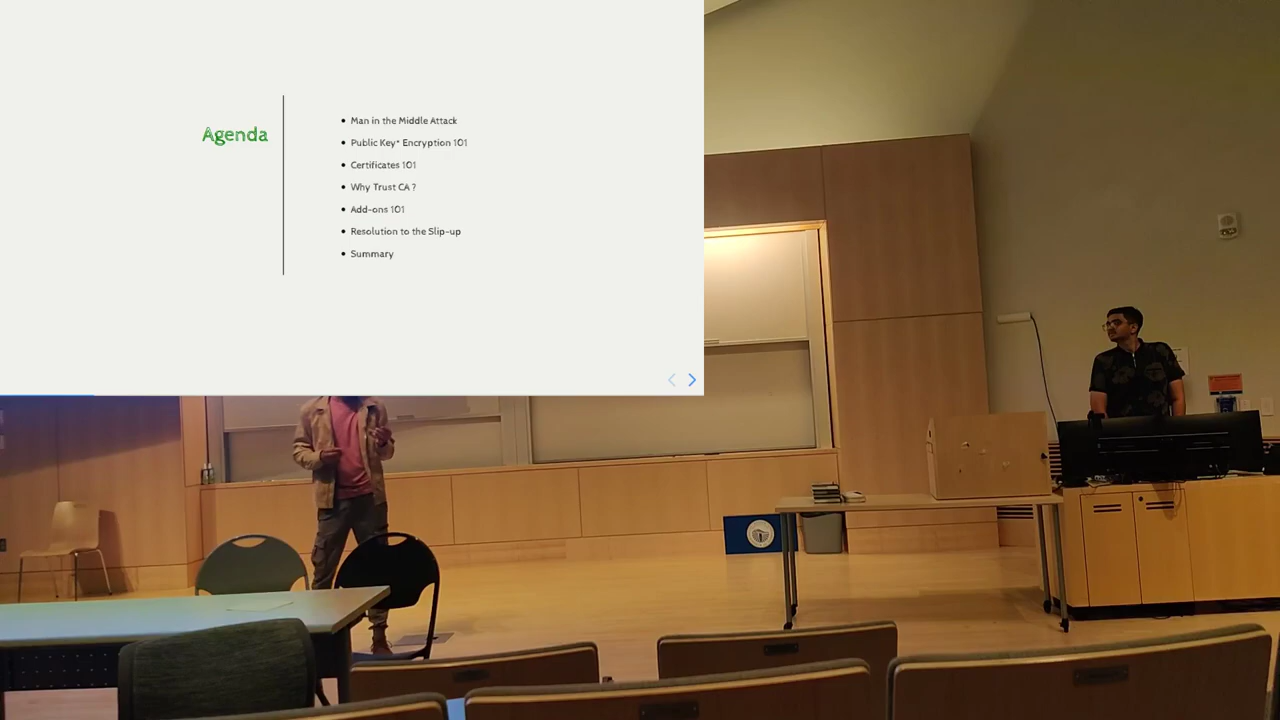 Agenda
Man in the Middle Attack
Public Key* Encryption 101
Certificates 101
Why Trust CA ?
Add-ons 101
Resolution to the Slip-up
Summary